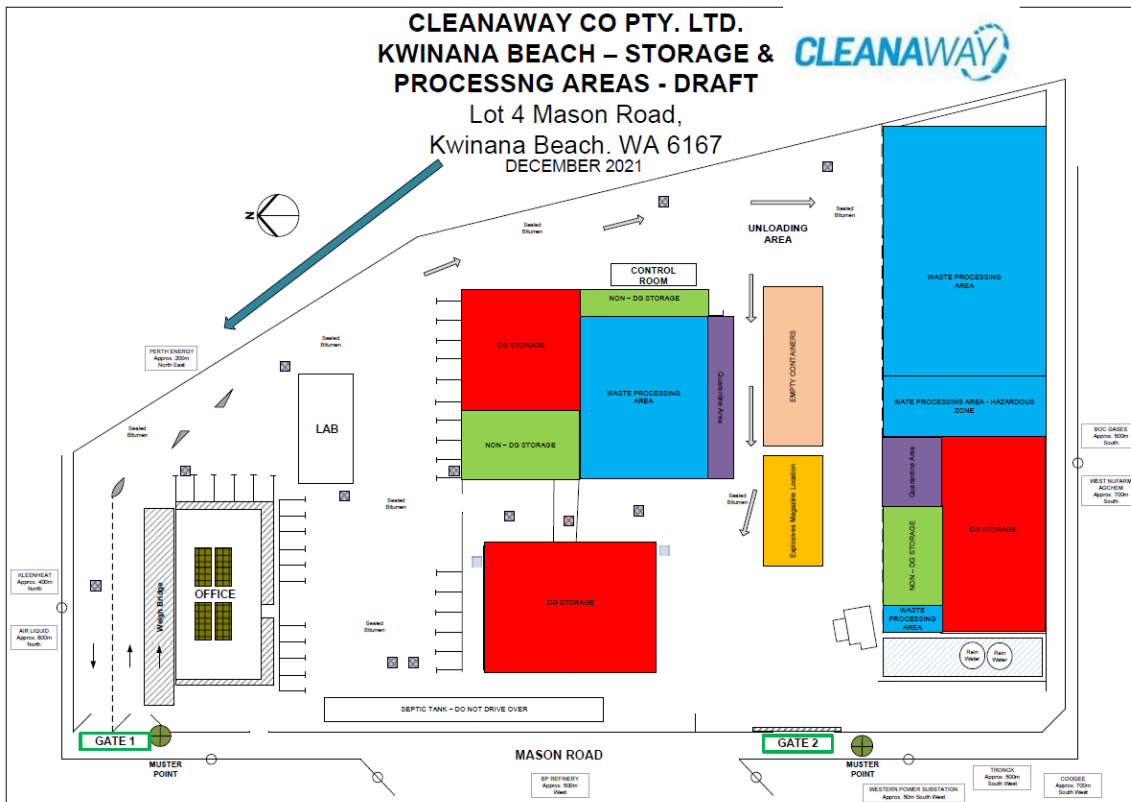 CLEANAWAY CO PTY. LTD.
KWINANA BEACH – STORAGE &
PROCESSNG AREAS - DRAFT
Lot 4 Mason Road,
Kwinana Beach. WA 6167
DECEMBER 2021
CLEANAWAY
N
Sealed
Bitumen
Sealed
Bitumen
Sealed
Bitumen
UNLOADING
AREA
CONTROL
ROOM
NON – DG STORAGE
DG STORAGE
WASTE PROCESSING
AREA
Quarantine Area
NON – DG STORAGE
EMPTY CONTAINERS
Explosives Magazine Location
WASTE PROCESSING
AREA
WATE PROCESSING AREA - HAZARDOUS
ZONE
Quarantine Area
DG STORAGE
NON – DG STORAGE
WASTE
PROCESSING
AREA
Rain
Water
Rain
Water
PERTH ENERGY
Approx. 200m
North East
Sealed
Bitumen
Sealed
Bitumen
LAB
Sealed
Bitumen
Sealed
Bitumen
Sealed
Bitumen
DG STORAGE
OFFICE
Weigh Bridge
KLEENHEAT
Approx. 400m
North
AIR LIQUID
Approx. 800m
North
BOC GASES
Approx. 500m
South
WEST NUFARM
AGCHEM
Approx. 700m
South
SEPTIC TANK – DO NOT DRIVE OVER
GATE 1
MUSTER
POINT
MASON ROAD
GATE 2
MUSTER
POINT
BP REFINERY
Approx. 500m
West
WESTERN POWER SUBSTATION
Approx. 50m South West
TRONOX
Approx. 500m
South West
COOGEE
Approx. 700m
South West